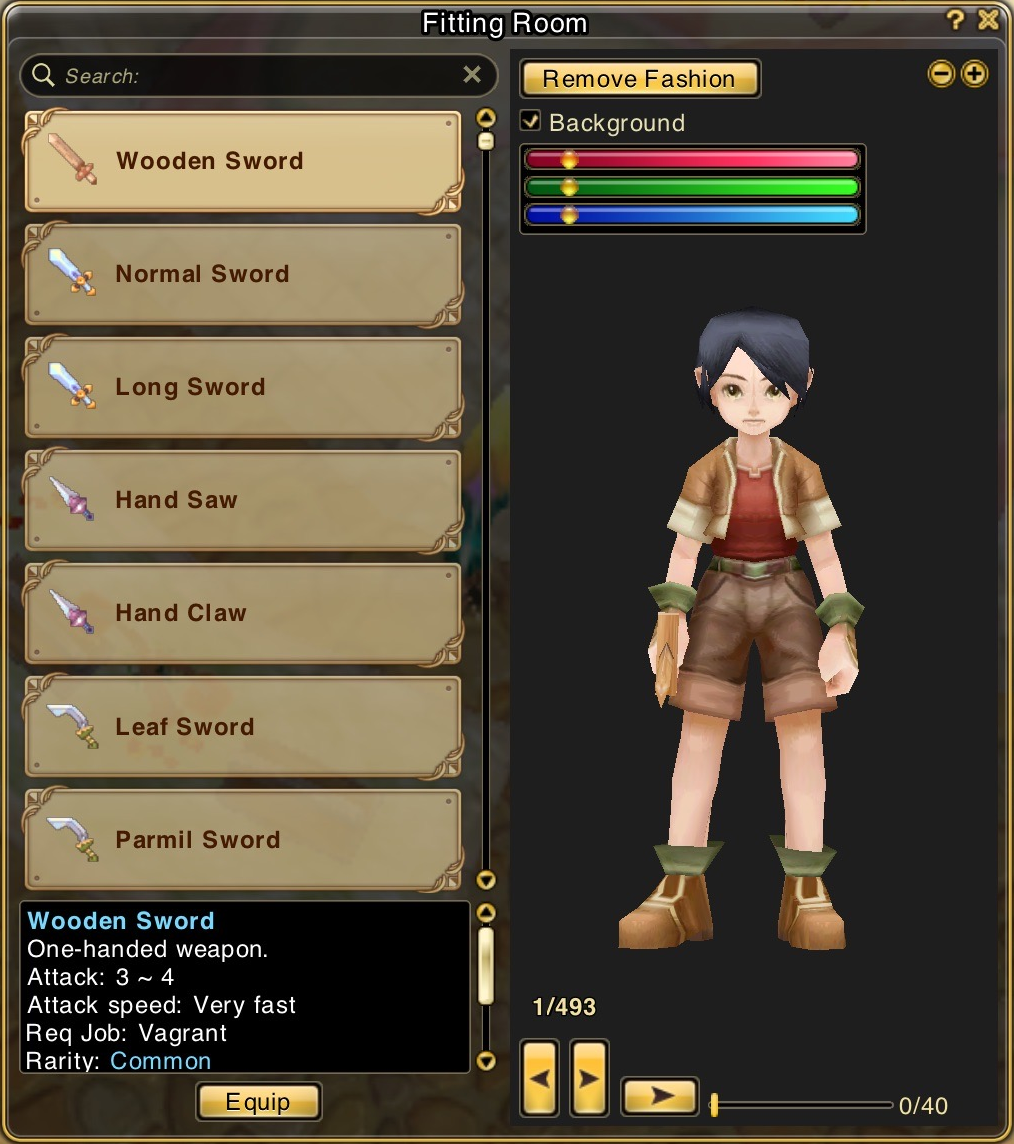 Fitting Room
Search:
Wooden Sword
Normal Sword
Long Sword
Hand Saw
Hand Claw
Leaf Sword
Parmil Sword
Wooden Sword
One-handed weapon.
Attack: 3 ~ 4
Attack speed: Very fast
Req Job: Vagrant
Rarity: Common
Equip
Remove Fashion
Background
1/493
0/40